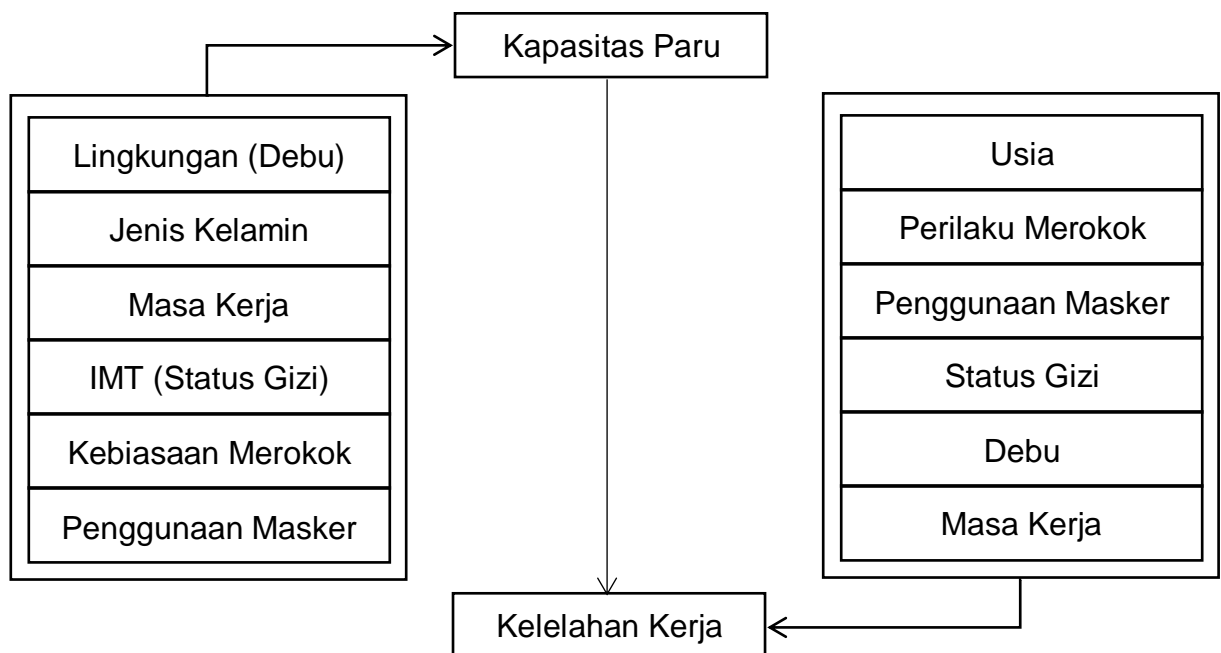 Kapasitas Paru
Lingkungan (Debu)
Jenis Kelamin
Masa Kerja
IMT (Status Gizi)
Kebiasaan Merokok
Penggunaan Masker
Usia
Perilaku Merokok
Penggunaan Masker
Status Gizi
Debu
Masa Kerja
Kelelahan Kerja